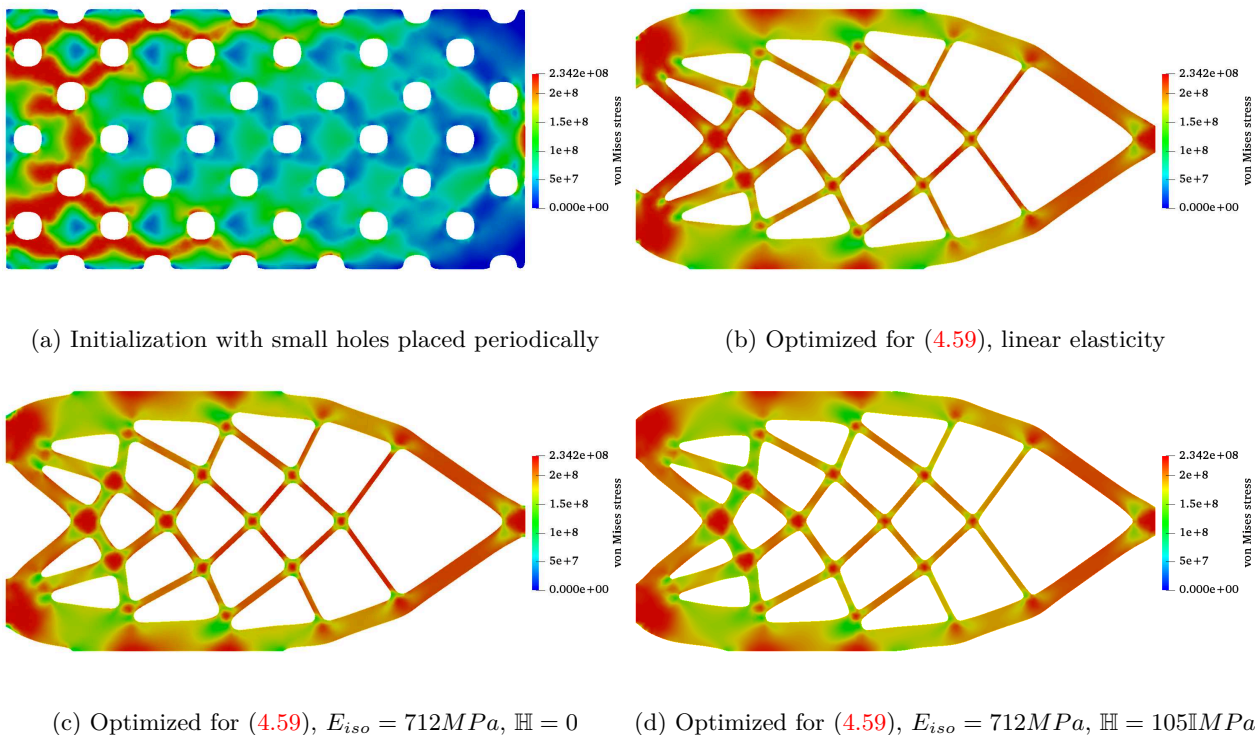 2.342e+08
2e+8
1.5e+8
1e+8
5e+7
0.000e+00
von Mises stress
2.342e+08
2e+8
1.5e+8
1e+8
5e+7
0.000e+00
von Mises stress
(a) Initialization with small holes placed periodically
(b) Optimized for (4.59), linear elasticity
2.342e+08
2e+8
1.5e+8
1e+8
5e+7
0.000e+00
von Mises stress
2.342e+08
2e+8
1.5e+8
1e+8
5e+7
0.000e+00
von Mises stress
(c) Optimized for (4.59), E_{iso} = 712MPa, ℍ = 0
(d) Optimized for (4.59), E_{iso} = 712MPa, ℍ = 105𝕀MPa